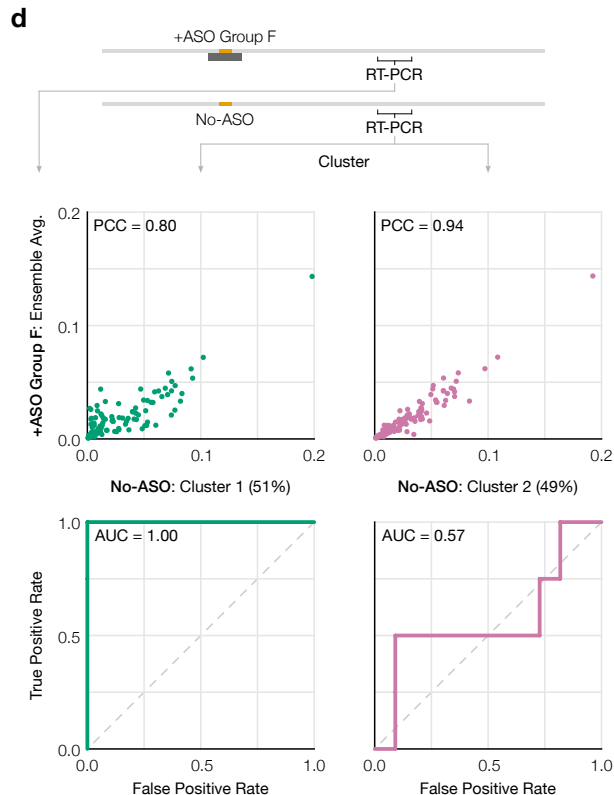 d
+ASO Group F
RT-PCR
No-ASO
RT-PCR
Cluster
+ASO Group F: Ensemble Avg.
0.2
0.1
0.0
PCC = 0.80
0.0 0.1 0.2
No-ASO: Cluster 1 (51%)
PCC = 0.94
0.0 0.1 0.2
No-ASO: Cluster 2 (49%)
True Positive Rate
1.0
0.5
0.0
AUC = 1.00
0.0 0.5 1.0
False Positive Rate
AUC = 0.57
0.0 0.5 1.0
False Positive Rate